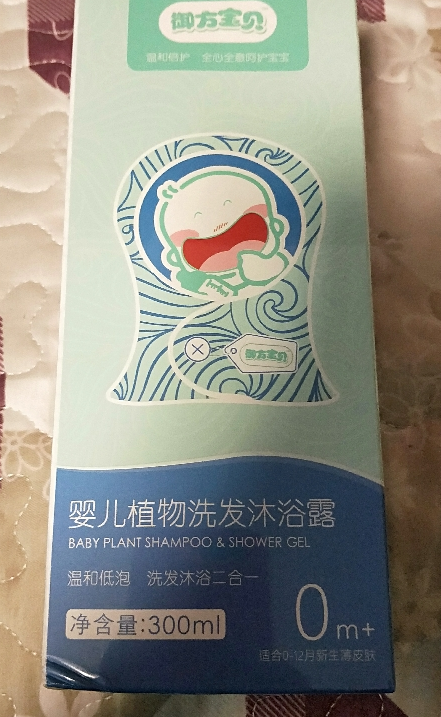 御方宝贝
温和倍护 全心全意呵护宝宝
御方宝贝
婴儿植物洗发沐浴露
BABY PLANT SHAMPOO & SHOWER GEL
温和低泡 洗发沐浴二合一
净含量:300ml
0m+
适合0-12月新生薄皮肤